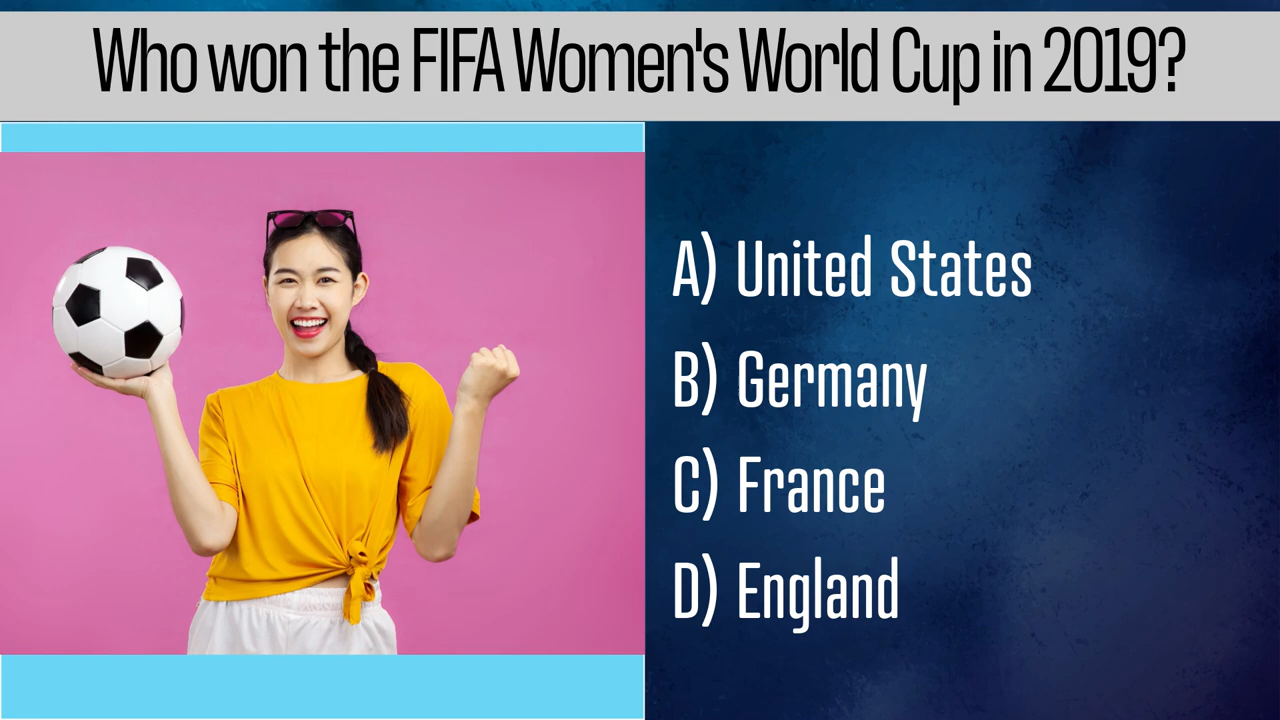 Who won the FIFA Women's World Cup in 2019?
A) United States
B) Germany
C) France
D) England